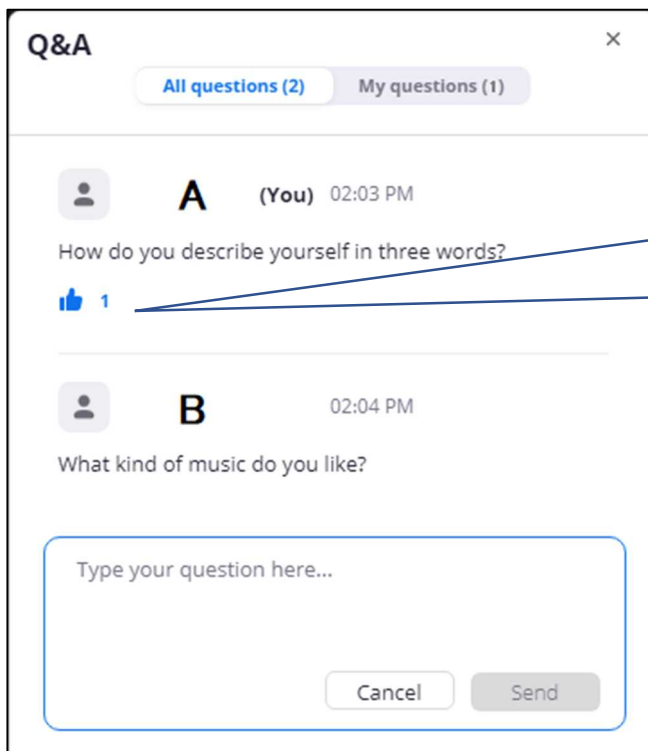 Q&A
All questions (2) My questions (1)
A (You) 02:03 PM
How do you describe yourself in three words?
1
B 02:04 PM
What kind of music do you like?
Type your question here...
Cancel Send